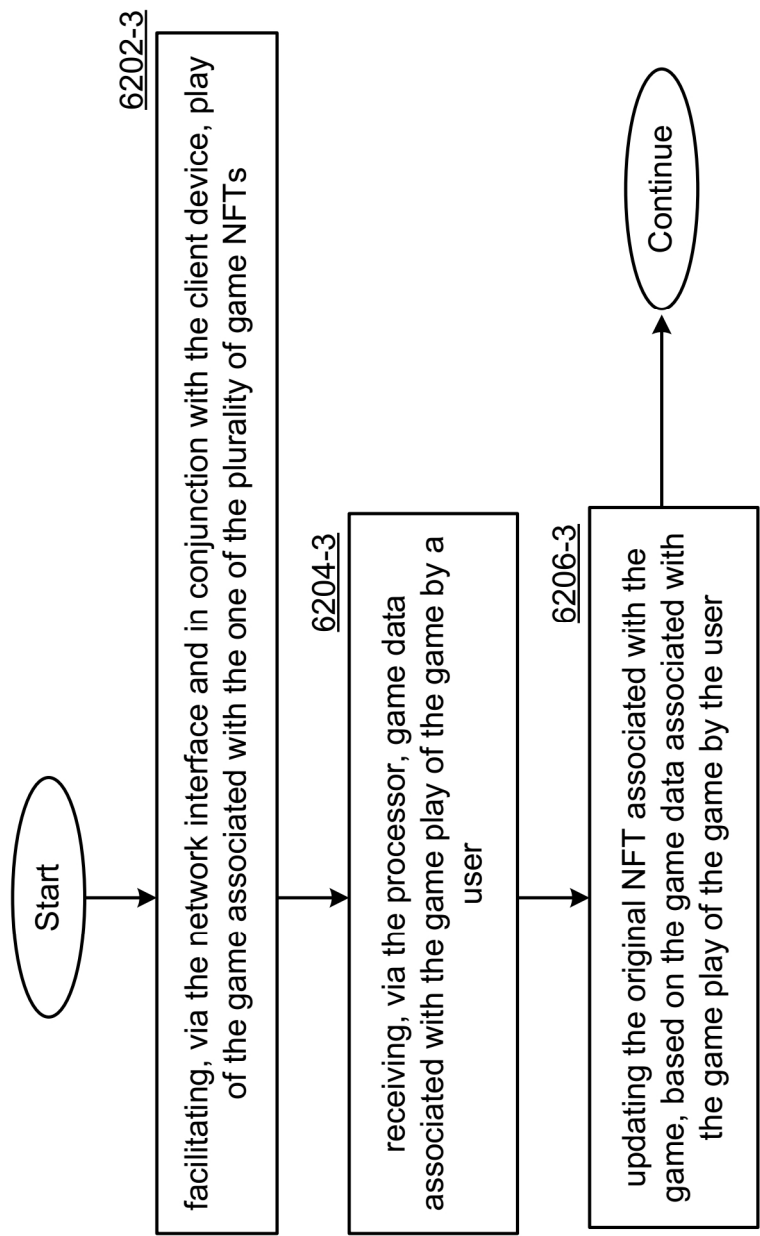 Start
6202-3
facilitating, via the network interface and in conjunction with the client device, play
of the game associated with the one of the plurality of game NFTs
6204-3
receiving, via the processor, game data
associated with the game play of the game by a
user
6206-3
updating the original NFT associated with the
game, based on the game data associated with
the game play of the game by the user
Continue